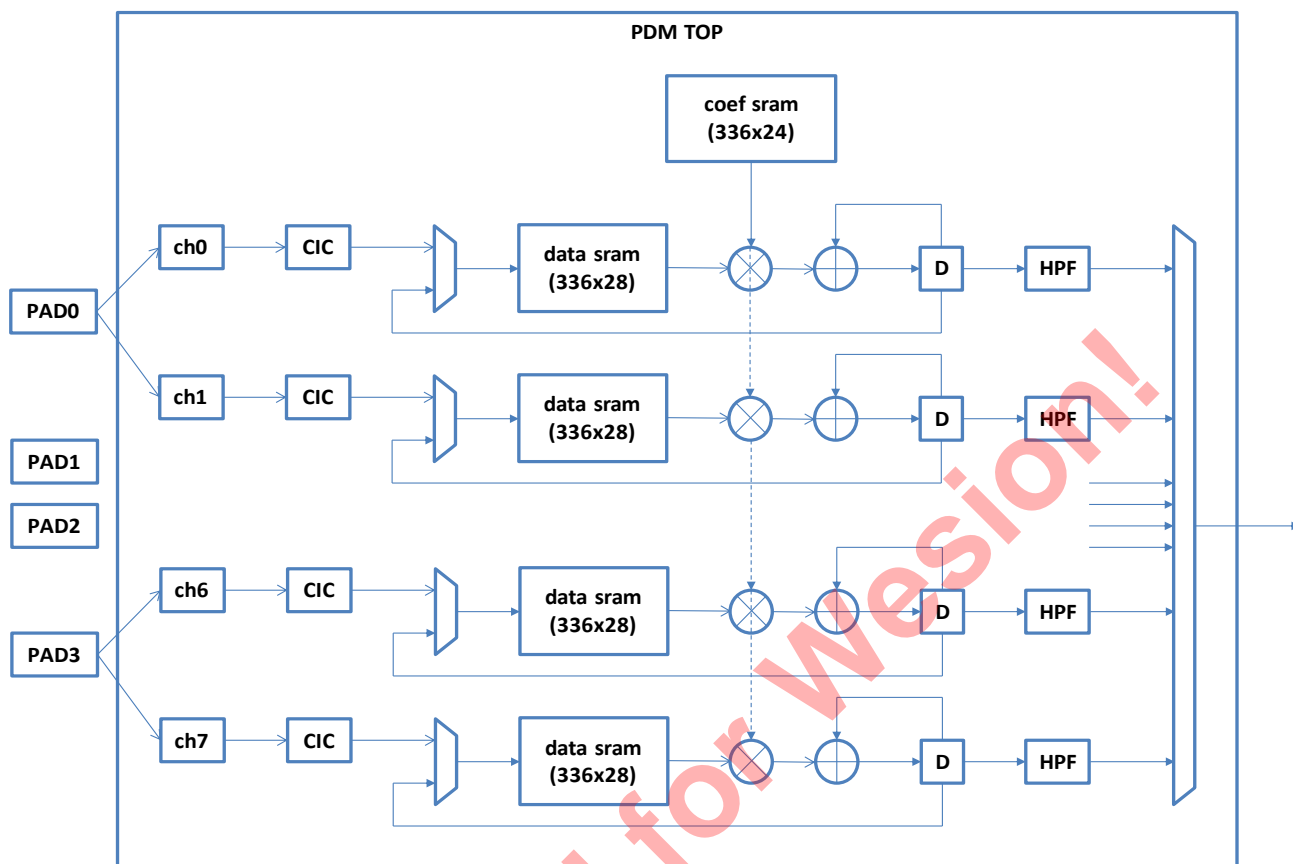 PDM TOP
coef sram
(336x24)
PAD0
ch0
CIC
data sram
(336x28)
D
HPF
ch1
CIC
data sram
(336x28)
D
HPF
PAD1
PAD2
PAD3
ch6
CIC
data sram
(336x28)
D
HPF
ch7
CIC
data sram
(336x28)
D
HPF
for Wesion!